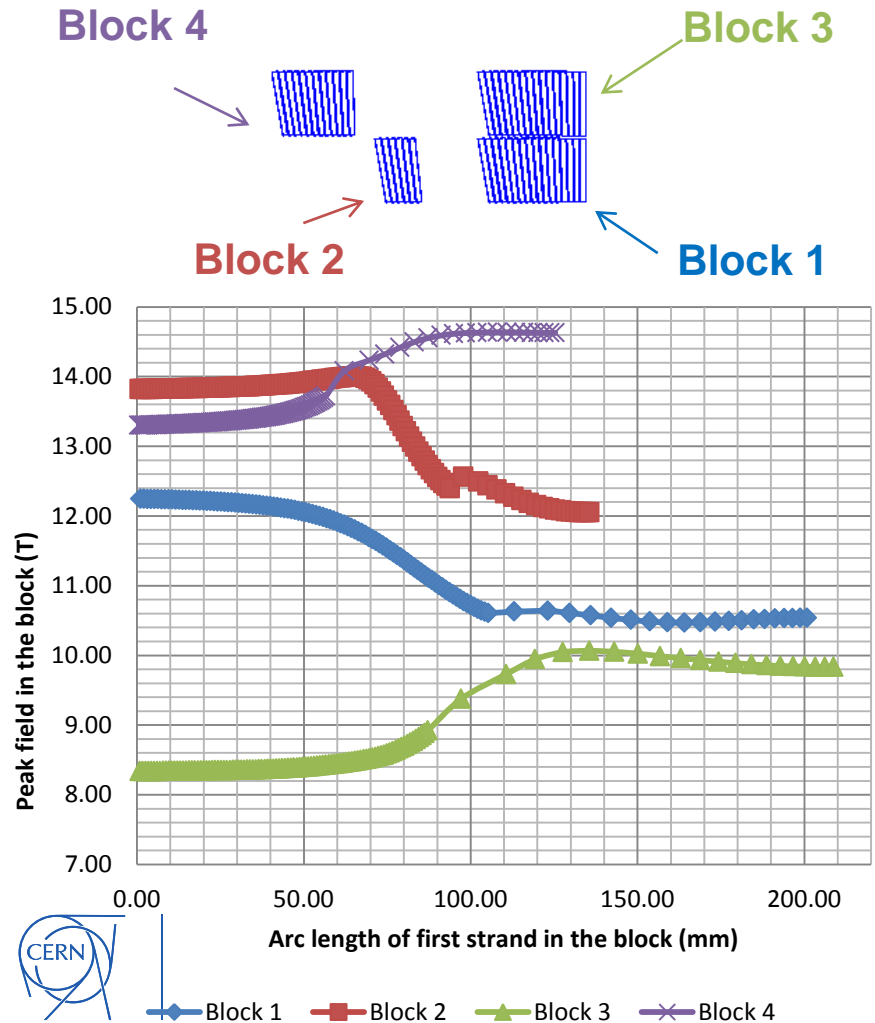 Block 4
Block 3
Block 2
Block 1
15.00
14.00
13.00
12.00
11.00
10.00
9.00
8.00
7.00
Peak field in the block (T)
0.00 50.00 100.00 150.00 200.00
Arc length of first strand in the block (mm)
CERN
Block 1 Block 2 Block 3 Block 4